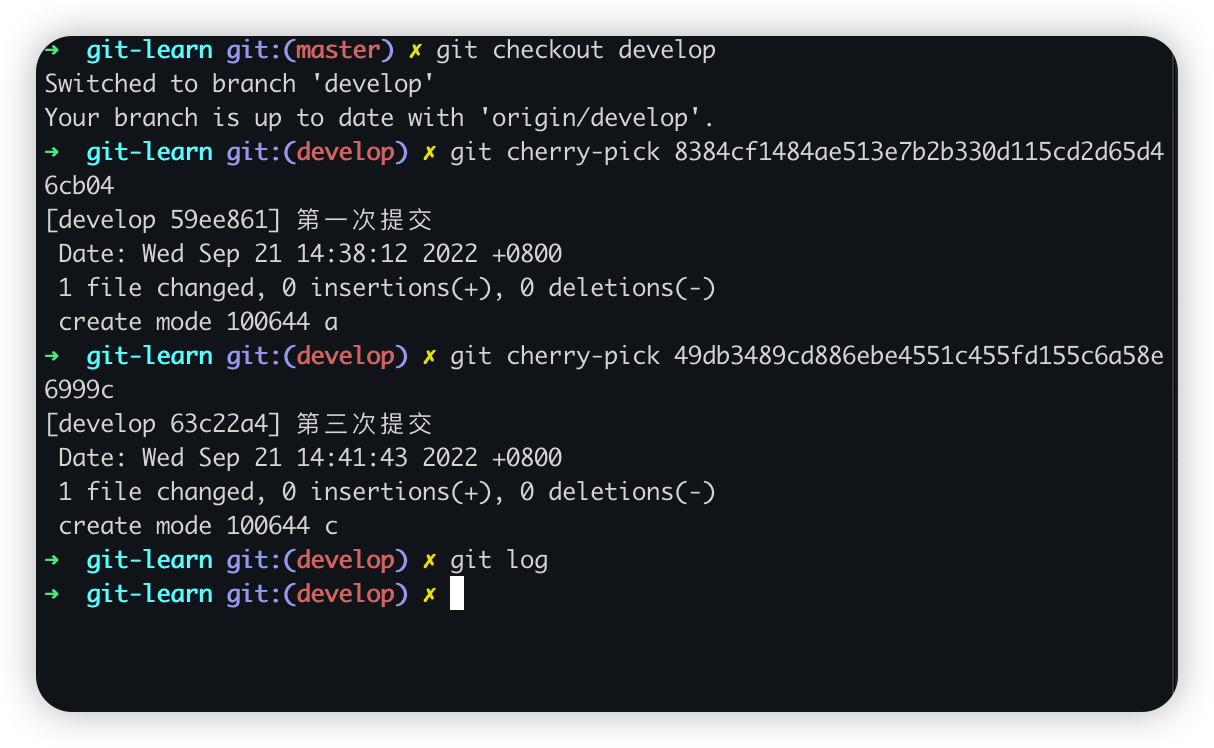 ➜  git-learn git:(master) ✗ git checkout develop
Switched to branch 'develop'
Your branch is up to date with 'origin/develop'.
➜  git-learn git:(develop) ✗ git cherry-pick 8384cf1484ae513e7b2b330d115cd2d65d4
6cb04
[develop 59ee861] 第一次提交
 Date: Wed Sep 21 14:38:12 2022 +0800
 1 file changed, 0 insertions(+), 0 deletions(-)
 create mode 100644 a
➜  git-learn git:(develop) ✗ git cherry-pick 49db3489cd886ebe4551c455fd155c6a58e
6999c
[develop 63c22a4] 第三次提交
 Date: Wed Sep 21 14:41:43 2022 +0800
 1 file changed, 0 insertions(+), 0 deletions(-)
 create mode 100644 c
➜  git-learn git:(develop) ✗ git log
➜  git-learn git:(develop) ✗